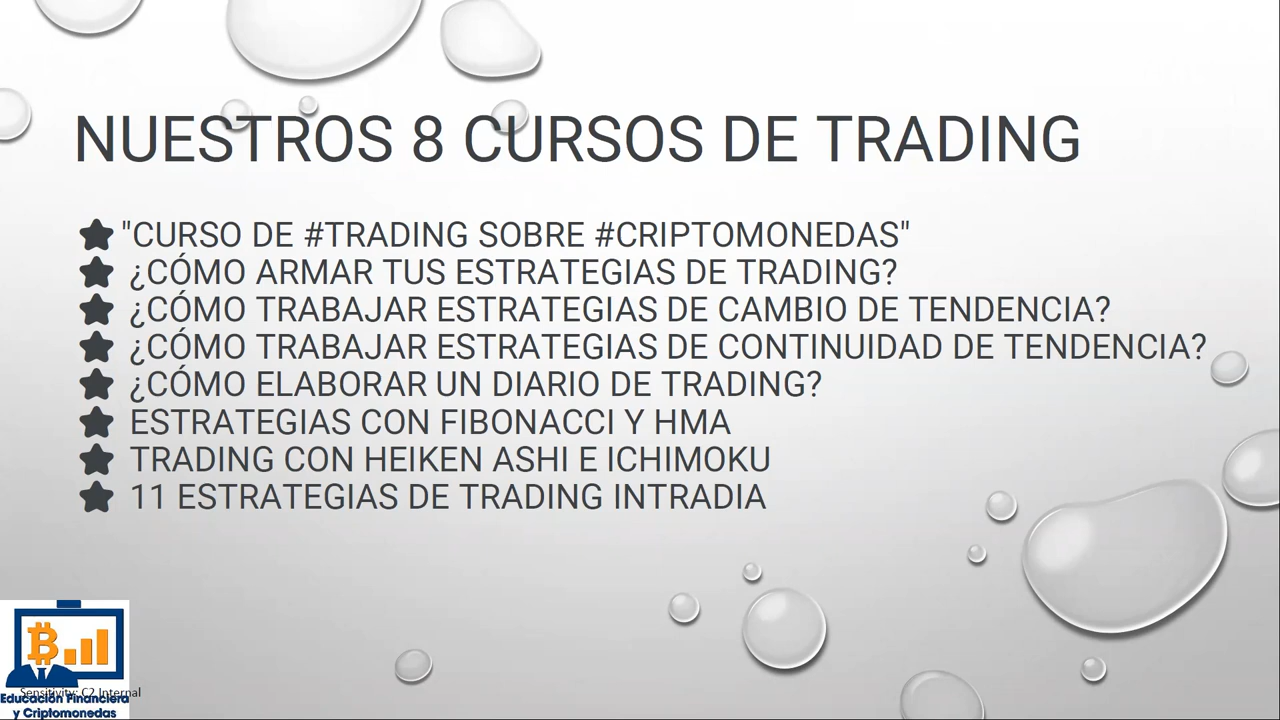 NUESTROS 8 CURSOS DE TRADING
"CURSO DE #TRADING SOBRE #CRIPTOMONEDAS"
¿CÓMO ARMAR TUS ESTRATEGIAS DE TRADING?
¿CÓMO TRABAJAR ESTRATEGIAS DE CAMBIO DE TENDENCIA?
¿CÓMO TRABAJAR ESTRATEGIAS DE CONTINUIDAD DE TENDENCIA?
¿CÓMO ELABORAR UN DIARIO DE TRADING?
ESTRATEGIAS CON FIBONACCI Y HMA
TRADING CON HEIKEN ASHI E ICHIMOKU
11 ESTRATEGIAS DE TRADING INTRADIA
Sensitivity: C2 Internal
Educación Financiera
y Criptomonedas